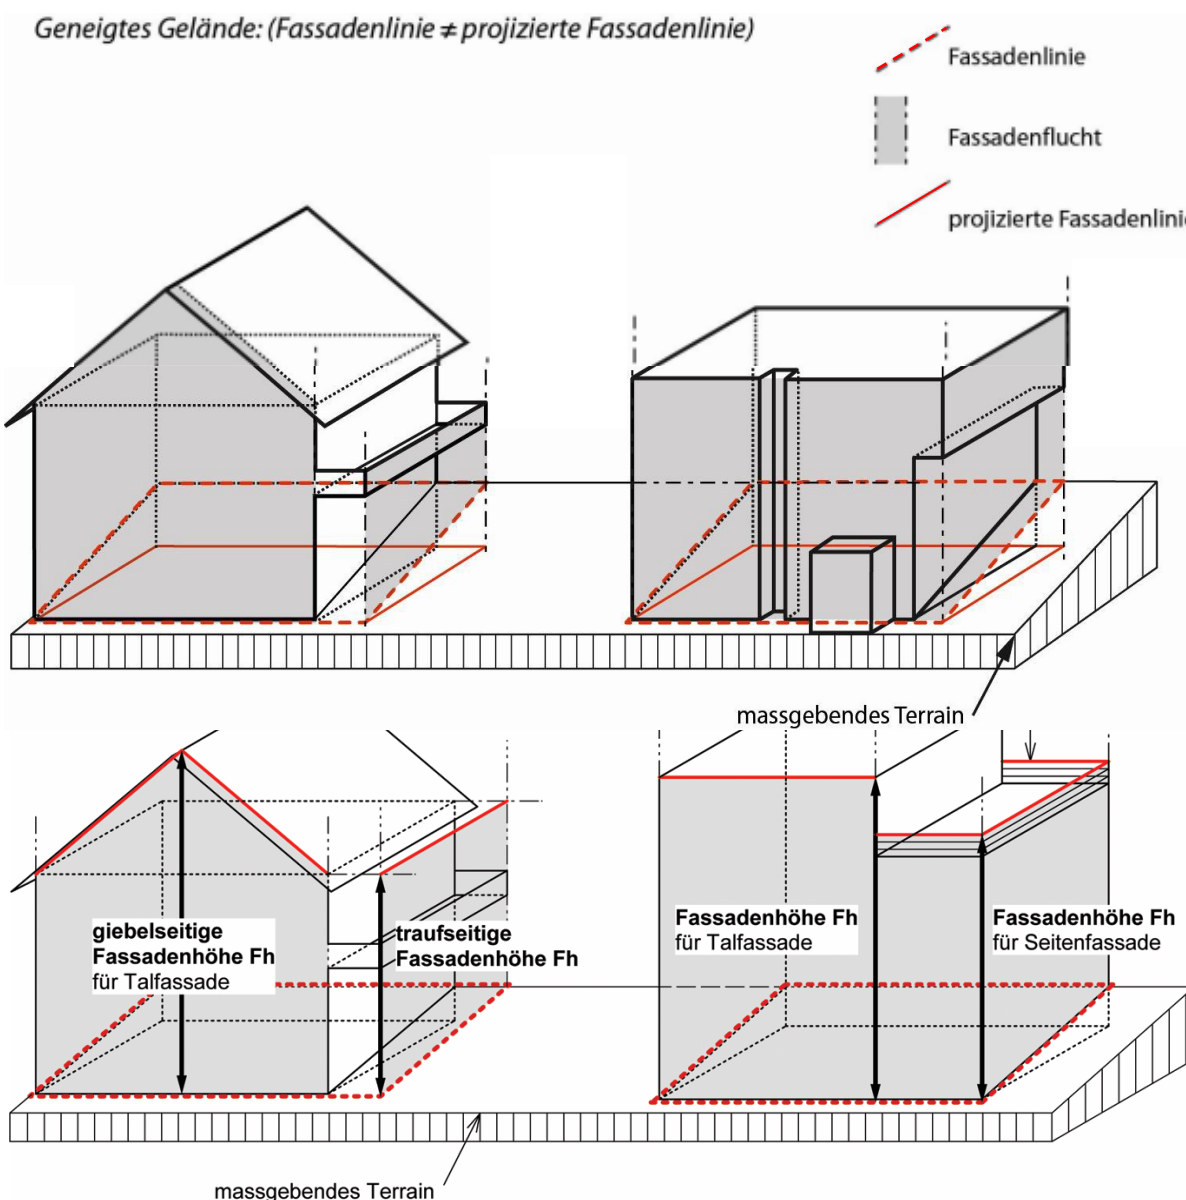 Geneigtes Gelände: (Fassadenlinie ≠ projizierte Fassadenlinie)
Fassadenlinie
Fassadenflucht
projizierte Fassadenlini
massgebendes Terrain
giebelseitige
Fassadenhöhe Fh
für Talfassade
traufseitige
Fassadenhöhe Fh
Fassadenhöhe Fh
für Talfassade
Fassadenhöhe Fh
für Seitenfassade
massgebendes Terrain